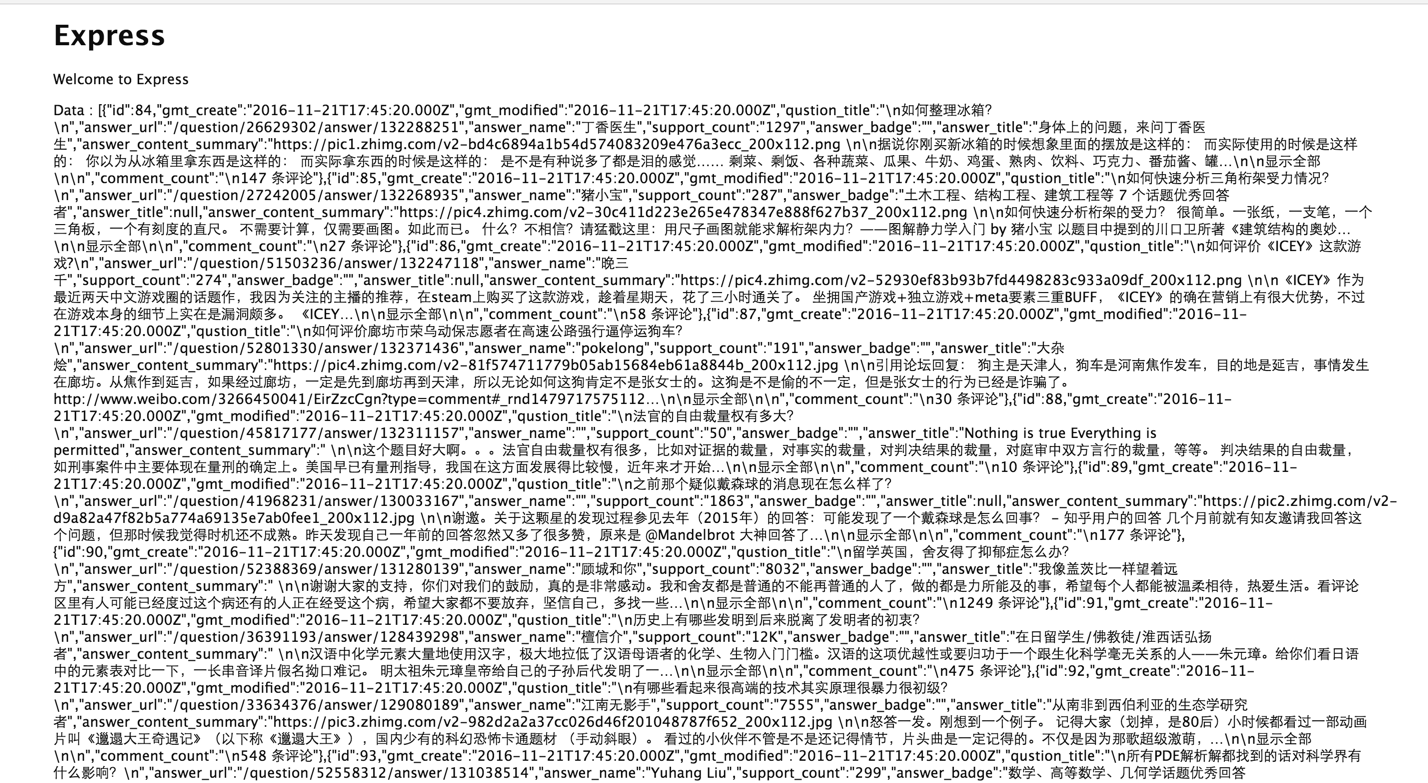 Express
Welcome to Express
Data : [{"id":84,"gmt_create":"2016-11-21T17:45:20.000Z","gmt_modified":"2016-11-21T17:45:20.000Z","qustion_title":"\n如何整理冰箱?
\n","answer_url":"/question/26629302/answer/132288251","answer_name":"丁香医生","support_count":"1297","answer_badge":"","answer_title":"身体上的问题，来问丁香医
生","answer_content_summary":"https://pic1.zhimg.com/v2-bd4c6894a1b54d574083209e476a3ecc_200x112.png \n\n据说你刚买新冰箱的时候想象里面的摆放是这样的： 而实际使用的时候是这样
的： 你以为从冰箱里拿东西是这样的： 而实际拿东西的时候是这样的： 是不是有种说多了都是泪的感觉…… 剩菜、剩饭、各种蔬菜、瓜果、牛奶、鸡蛋、熟肉、饮料、巧克力、番茄酱、罐…\n\n显示全部
\n\n","comment_count":"\n147 条评论"},{"id":85,"gmt_create":"2016-11-21T17:45:20.000Z","gmt_modified":"2016-11-21T17:45:20.000Z","qustion_title":"\n如何快速分析三角桁架受力情况?
\n","answer_url":"/question/27242005/answer/132268935","answer_name":"猪小宝","support_count":"287","answer_badge":"土木工程、结构工程、建筑工程等 7 个话题优秀回答
者","answer_title":null,"answer_content_summary":"https://pic4.zhimg.com/v2-30c411d223e265e478347e888f627b37_200x112.png \n\n如何快速分析桁架的受力? 很简单。一张纸，一支笔，一个
三角板，一个有刻度的直尺。 不需要计算，仅需要画图。如此而已。 什么？不相信？请猛戳这里：用尺子画图就能求解桁架内力？——图解静力学入门 by 猪小宝 以题目中提到的川口卫所著《建筑结构的奥妙…
\n\n显示全部\n\n","comment_count":"\n27 条评论"},{"id":86,"gmt_create":"2016-11-21T17:45:20.000Z","gmt_modified":"2016-11-21T17:45:20.000Z","qustion_title":"\n如何评价《ICEY》这款游
戏?\n","answer_url":"/question/51503236/answer/132247118","answer_name":"晚三
千","support_count":"274","answer_badge":"","answer_title":null,"answer_content_summary":"https://pic4.zhimg.com/v2-52930ef83b93b7fd4498283c933a09df_200x112.png \n\n《ICEY》作为
最近两天中文游戏圈的话题作，我因为关注的主播的推荐，在steam上购买了这款游戏，趁着星期天，花了三小时通关了。 坐拥国产游戏+独立游戏+meta要素三重BUFF，《ICEY》的确在营销上有很大优势，不过
在游戏本身的细节上实在是漏洞颇多。 《ICEY…\n\n显示全部\n\n","comment_count":"\n58 条评论"},{"id":87,"gmt_create":"2016-11-21T17:45:20.000Z","gmt_modified":"2016-11-
21T17:45:20.000Z","qustion_title":"\n如何评价廊坊市荣乌动保志愿者在高速公路强行逼停运狗车?
\n","answer_url":"/question/52801330/answer/132371436","answer_name":"pokelong","support_count":"191","answer_badge":"","answer_title":"大杂
烩","answer_content_summary":"https://pic4.zhimg.com/v2-81f574711779b05ab15684eb61a8844b_200x112.jpg \n\n引用论坛回复： 狗主是天津人，狗车是河南焦作发车，目的地是延吉，事情发生
在廊坊。从焦作到延吉，如果经过廊坊，一定是先到廊坊再到天津，所以无论如何这狗肯定不是张女士的。这狗是不是偷的不一定，但是张女士的行为已经是诈骗了。
http://www.weibo.com/3266450041/EirZzcCgn?type=comment#_rnd1479717575112…\n\n显示全部\n\n","comment_count":"\n30 条评论"},{"id":88,"gmt_create":"2016-11-
21T17:45:20.000Z","gmt_modified":"2016-11-21T17:45:20.000Z","qustion_title":"\n法官的自由裁量权有多大?
\n","answer_url":"/question/45817177/answer/132311157","answer_name":"","support_count":"50","answer_badge":"","answer_title":"Nothing is true Everything is
permitted","answer_content_summary":" \n\n这个题目好大啊。。。法官自由裁量权有很多，比如对证据的裁量，对事实的裁量，对判决结果的裁量，对庭审中双方言行的裁量，等等。 判决结果的自由裁量，
如刑事案件中主要体现在量刑的确定上。美国早已有量刑指导，我国在这方面发展得比较慢，近年来才开始…\n\n显示全部\n\n","comment_count":"\n10 条评论"},{"id":89,"gmt_create":"2016-11-
21T17:45:20.000Z","gmt_modified":"2016-11-21T17:45:20.000Z","qustion_title":"\n之前那个疑似戴森球的消息现在怎么样了?
\n","answer_url":"/question/41968231/answer/130033167","answer_name":"","support_count":"1863","answer_badge":"","answer_title":null,"answer_content_summary":"https://pic2.zhimg.com/v2-
d9a82a47f82b5a774a69135e7ab0fee1_200x112.jpg \n\n谢邀。关于这颗星的发现过程参见去年（2015年）的回答：可能发现了一个戴森球是怎么回事? - 知乎用户的回答 几个月前就有知友邀请我回答这
个问题，但那时候我觉得时机还不成熟。昨天发现自己一年前的回答忽然又多了很多赞，原来是 @Mandelbrot 大神回答了…\n\n显示全部\n\n","comment_count":"\n177 条评论"},
{"id":90,"gmt_create":"2016-11-21T17:45:20.000Z","gmt_modified":"2016-11-21T17:45:20.000Z","qustion_title":"\n留学英国，舍友得了抑郁症怎么办?
\n","answer_url":"/question/52388369/answer/131280139","answer_name":"顾城和你","support_count":"8032","answer_badge":"","answer_title":"我像盖茨比一样望着远
方","answer_content_summary":" \n\n谢谢大家的支持，你们对我们的鼓励，真的是非常感动。我和舍友都是普通的不能再普通的人了，做的都是力所能及的事，希望每个人都能被温柔相待，热爱生活。看评论
区里有人可能已经度过这个病还有的人正在经受这个病，希望大家都不要放弃，坚信自己，多找一些…\n\n显示全部\n\n","comment_count":"\n1249 条评论"},{"id":91,"gmt_create":"2016-11-
21T17:45:20.000Z","gmt_modified":"2016-11-21T17:45:20.000Z","qustion_title":"\n历史上有哪些发明到后来脱离了发明者的初衷?
\n","answer_url":"/question/36391193/answer/128439298","answer_name":"檀信介","support_count":"12K","answer_badge":"","answer_title":"在日留学生/佛教徒/淮西话弘扬
者","answer_content_summary":" \n\n汉语中化学元素大量地使用汉字，极大地拉低了汉语母语者的化学、生物入门门槛。汉语的这项优越性或要归功于一个跟生化科学毫无关系的人——朱元璋。给你们看日语
中的元素表对比一下，一长串音译片假名拗口难记。 明太祖朱元璋皇帝给自己的子孙后代发明了一…\n\n显示全部\n\n","comment_count":"\n475 条评论"},{"id":92,"gmt_create":"2016-11-
21T17:45:20.000Z","gmt_modified":"2016-11-21T17:45:20.000Z","qustion_title":"\n有哪些看起来很高端的技术其实原理很暴力很初级?
\n","answer_url":"/question/33634376/answer/129080189","answer_name":"江南无影手","support_count":"7555","answer_badge":"","answer_title":"从南非到西伯利亚的生态学研究
者","answer_content_summary":"https://pic3.zhimg.com/v2-982d2a2a37cc026d46f201048787f652_200x112.jpg \n\n怒答一发。刚想到一个例子。 记得大家（划掉，是80后）小时候都看过一部动画
片叫《邋遢大王奇遇记》（以下称《邋遢大王》），国内少有的科幻恐怖卡通题材 （手动斜眼）。 看过的小伙伴不管是不是还记得情节，片头曲是一定记得的。不仅是因为那歌超级激萌，…\n\n显示全部
\n\n","comment_count":"\n548 条评论"},{"id":93,"gmt_create":"2016-11-21T17:45:20.000Z","gmt_modified":"2016-11-21T17:45:20.000Z","qustion_title":"\n所有PDE解析解都找到的话对科学界有
什么影响? \n","answer_url":"/question/52558312/answer/131038514","answer_name":"Yuhang Liu","support_count":"299","answer_badge":"数学、高等数学、几何学话题优秀回答